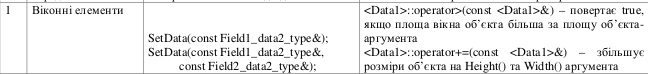 1
Віконні елементи
SetData(const Field1_data2_type&);
SetData(const Field1_data2_type&,
const Field2_data2_type&);
<Data1>::operator>(const <Data1>&) – повертає true,
якщо площа вікна об’єкта більша за площу об’єкта-
аргумента
<Data1>::operator+=(const <Data1>&) – збільшує
розміри об’єкта на Height() та Width() аргумента